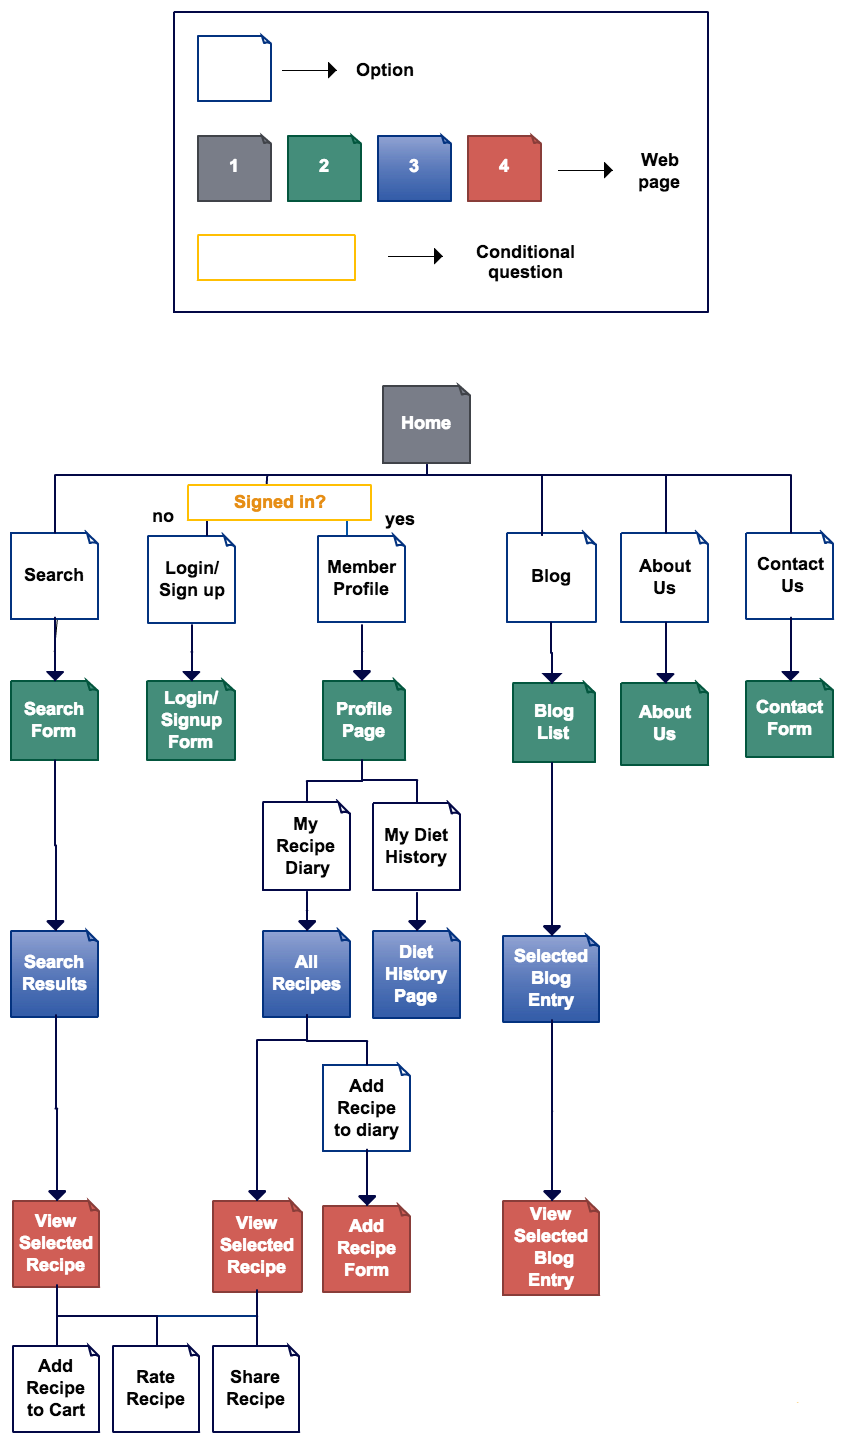 Option
1
2
3
4
Web
page
Conditional
question
Home
Signed in?
no
yes
Search
Login/
Sign up
Member
Profile
Blog
About
Us
Contact
Us
Search
Form
Login/
Signup
Form
Profile
Page
Blog
List
About
Us
Contact
Form
My
Recipe
Diary
My Diet
History
Search
Results
All
Recipes
Diet
History
Page
Selected
Blog
Entry
Add
Recipe
to diary
View
Selected
Recipe
View
Selected
Recipe
Add
Recipe
Form
View
Selected
Blog
Entry
Add
Recipe
to Cart
Rate
Recipe
Share
Recipe